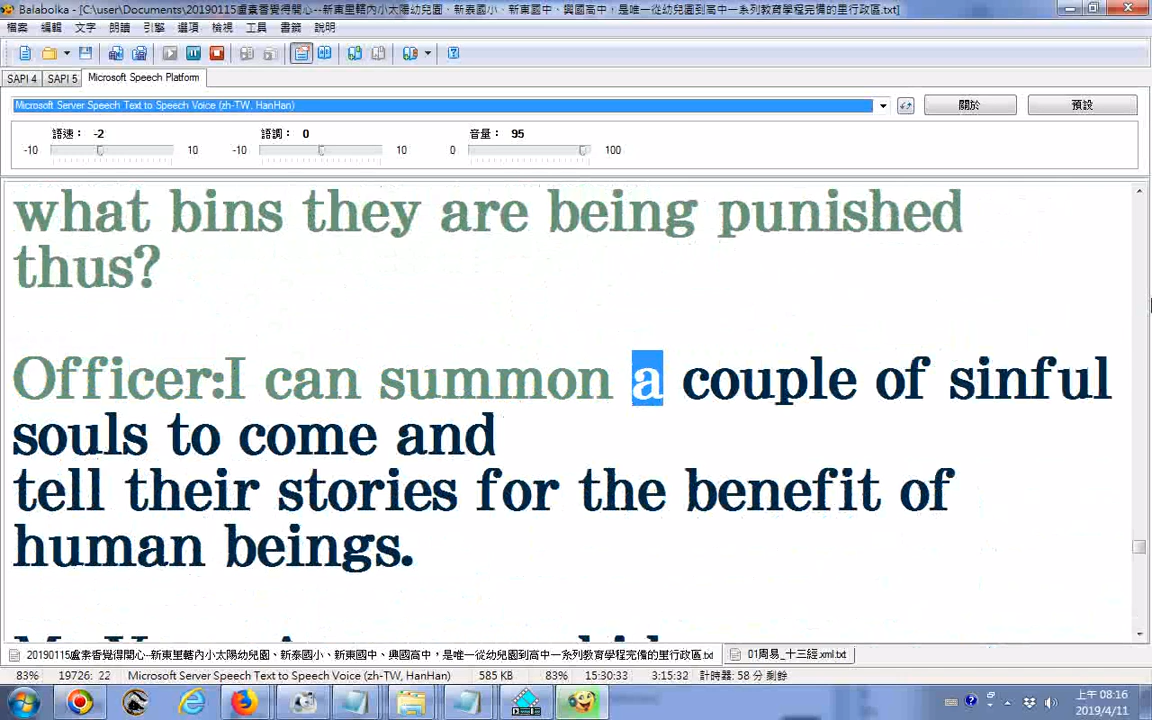 Balabolka - [C:\user\Documents\20190115盧素香覺得開心--新東里轄內小太陽幼兒園、新泰國小、新東國中、興國高中，是唯一從幼兒園到高中一系列教育學程完備的里行政區.txt]
檔案 編輯 文字 朗讀 引擎 選項 檢視 工具 書籤 說明
SAPI 4 SAPI 5 Microsoft Speech Platform
Microsoft Server Speech Text to Speech Voice (zh-TW, HanHan) 關於 預設
語速： -2 語調： 0 音量： 95
-10 10 -10 10 0 100
what bins they are being punished
thus?
Officer:I can summon a couple of sinful
souls to come and
tell their stories for the benefit of
human beings.
20190115盧素香覺得開心--新東里轄內小太陽幼兒園、新泰國小、新東國中、興國高中，是唯一從幼兒園到高中一系列教育學程完備的里行政區.txt 01周易_十三經.xml.txt
83% 19726: 22 Microsoft Server Speech Text to Speech Voice (zh-TW, HanHan) 585 KB 83% 15:30:33 3:15:32 計時器： 58 分 剩餘
上午 08:16
2019/4/11